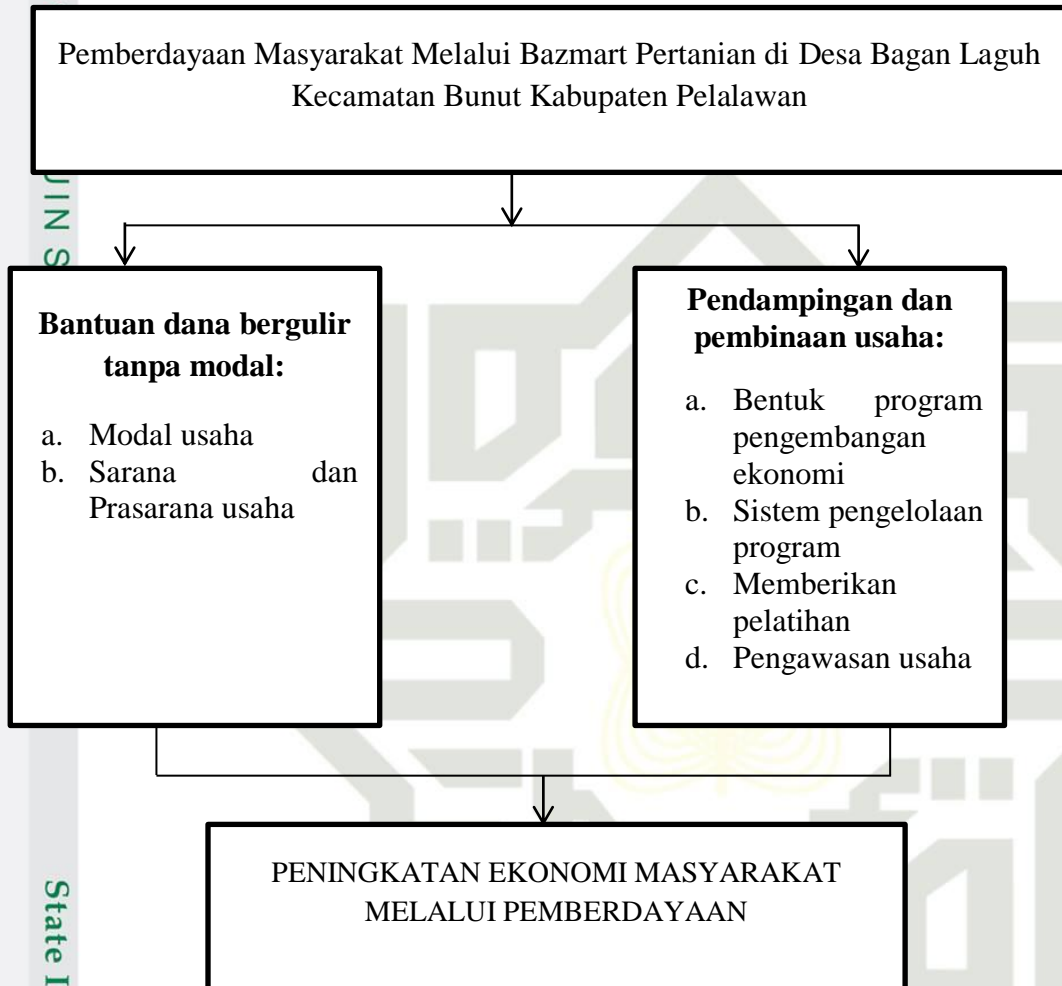 Pemberdayaan Masyarakat Melalui Bazmart Pertanian di Desa Bagan Laguh
Kecamatan Bunut Kabupaten Pelalawan
UIN S
Bantuan dana bergulir
tanpa modal:
a. Modal usaha
b. Sarana dan
Prasarana usaha
Pendampingan dan
pembinaan usaha:
a. Bentuk program
pengembangan
ekonomi
b. Sistem pengelolaan
program
c. Memberikan
pelatihan
d. Pengawasan usaha
PENINGKATAN EKONOMI MASYARAKAT
MELALUI PEMBERDAYAAN
State I